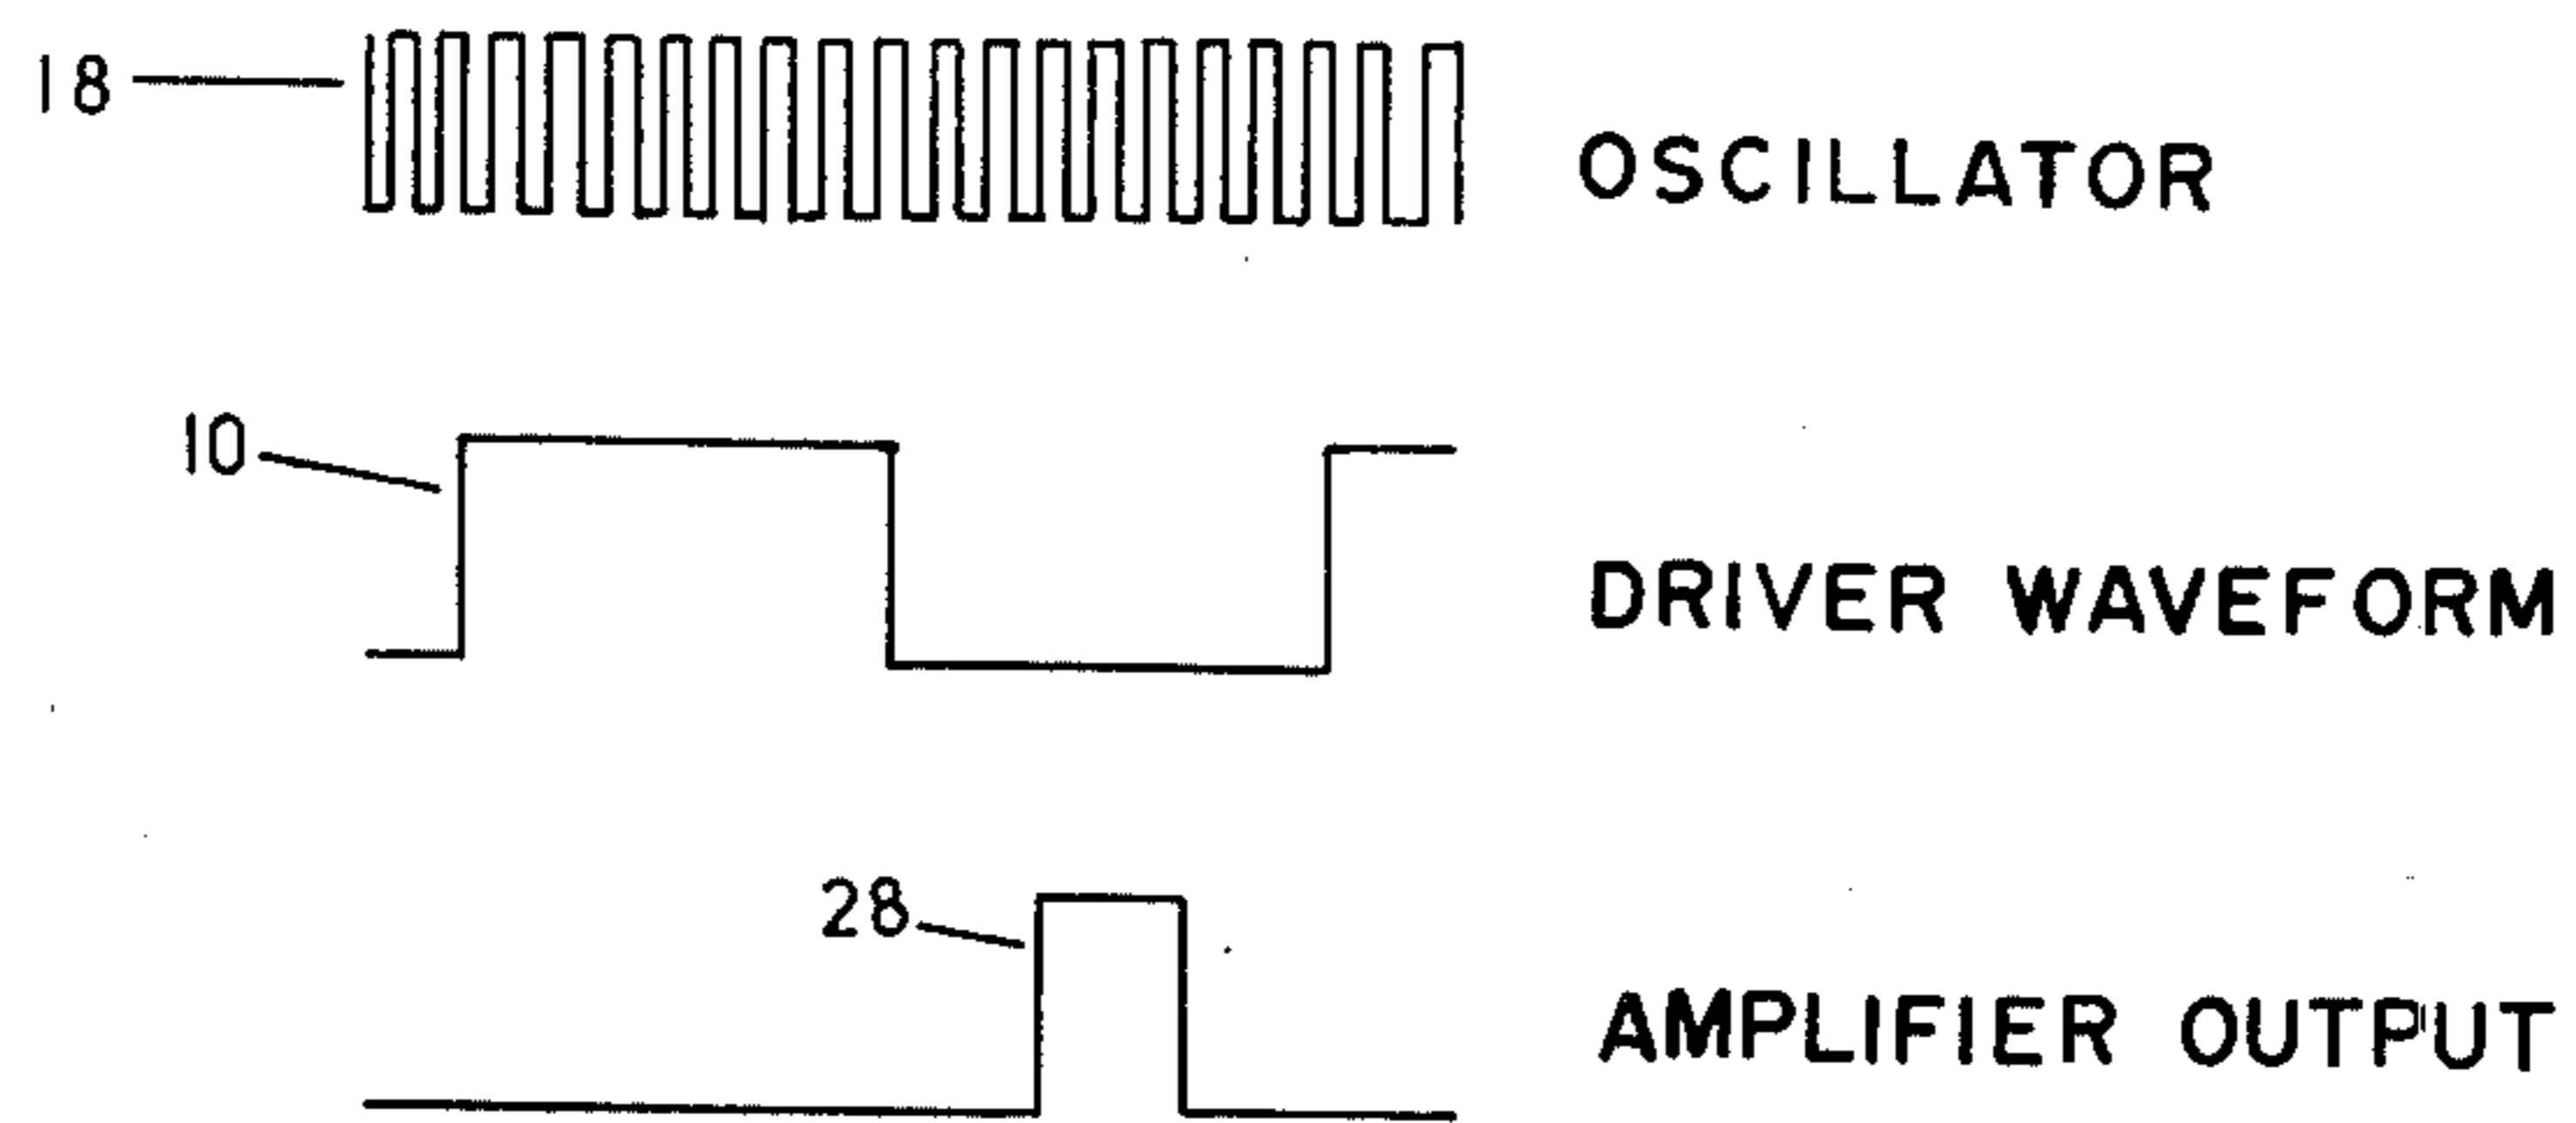 18
OSCILLATOR
10
DRIVER WAVEFORM
28
AMPLIFIER OUTPUT